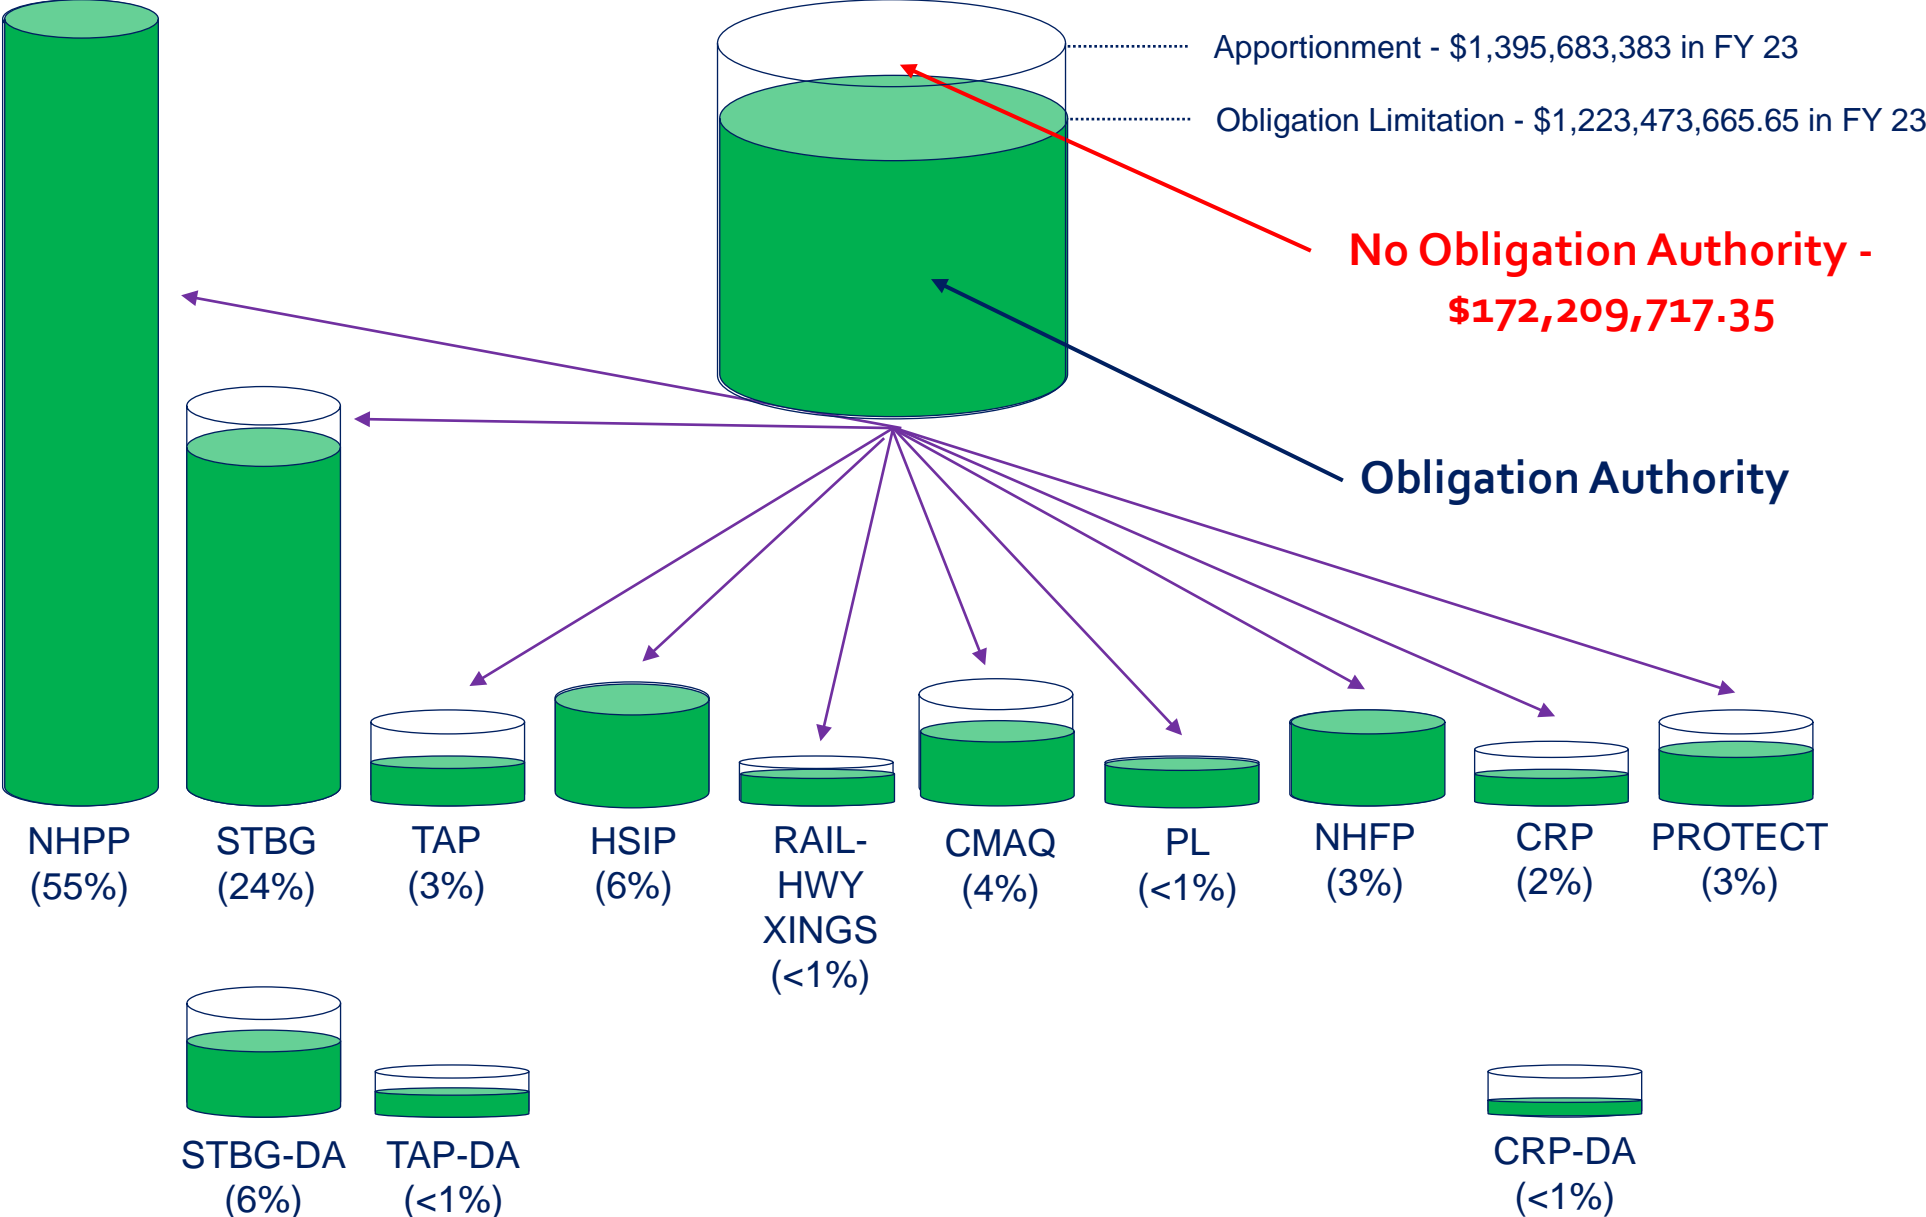 Apportionment - $1,395,683,383 in FY 23
Obligation Limitation - $1,223,473,665.65 in FY 23
No Obligation Authority -
$172,209,717.35
Obligation Authority
NHPP
(55%)
STBG
(24%)
TAP
(3%)
HSIP
(6%)
RAIL-
HWY
XINGS
(<1%)
CMAQ
(4%)
PL
(<1%)
NHFP
(3%)
CRP
(2%)
PROTECT
(3%)
STBG-DA
(6%)
TAP-DA
(<1%)
CRP-DA
(<1%)